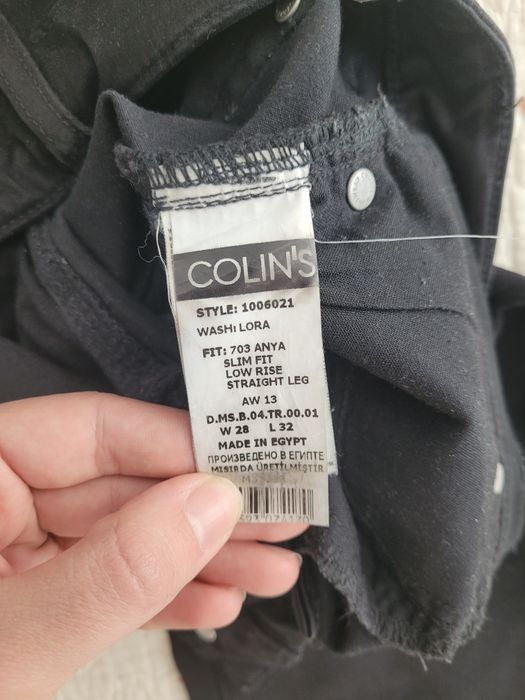 COLIN'S
STYLE: 1006021
WASH: LORA
FIT: 703 ANYA
SLIM FIT
LOW RISE
STRAIGHT LEG
AW 13
D.MS.B.04.TR.00.01
W 28 L 32
MADE IN EGYPT
ПРОИЗВЕДЕНО В ЕГИПТЕ
MISIRDA ÜRETİLMİŞTİR